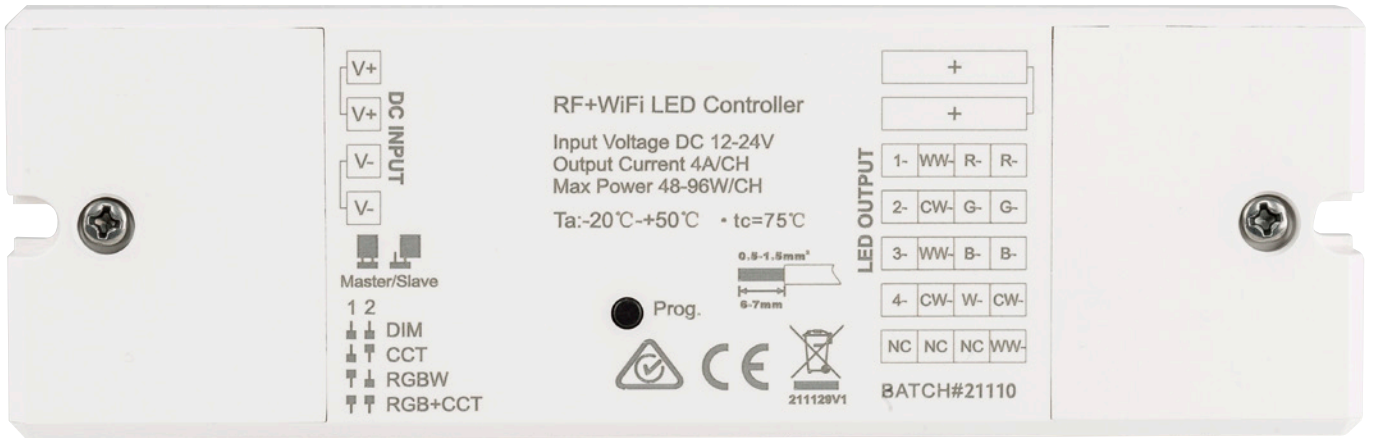 V+
V+
V-
V-
DC INPUT
Master/Slave
1 2
DIM
CCT
RGBW
RGB+CCT
RF+WiFi LED Controller
Input Voltage DC 12-24V
Output Current 4A/CH
Max Power 48-96W/CH
Ta:-20℃-+50℃ • tc=75℃
0.5-1.5mm²
6-7mm
Prog.
CE
211129V1
LED OUTPUT
+
+
1- WW- R- R-
2- CW- G- G-
3- WW- B- B-
4- CW- W- CW-
NC NC NC WW-
BATCH#21110